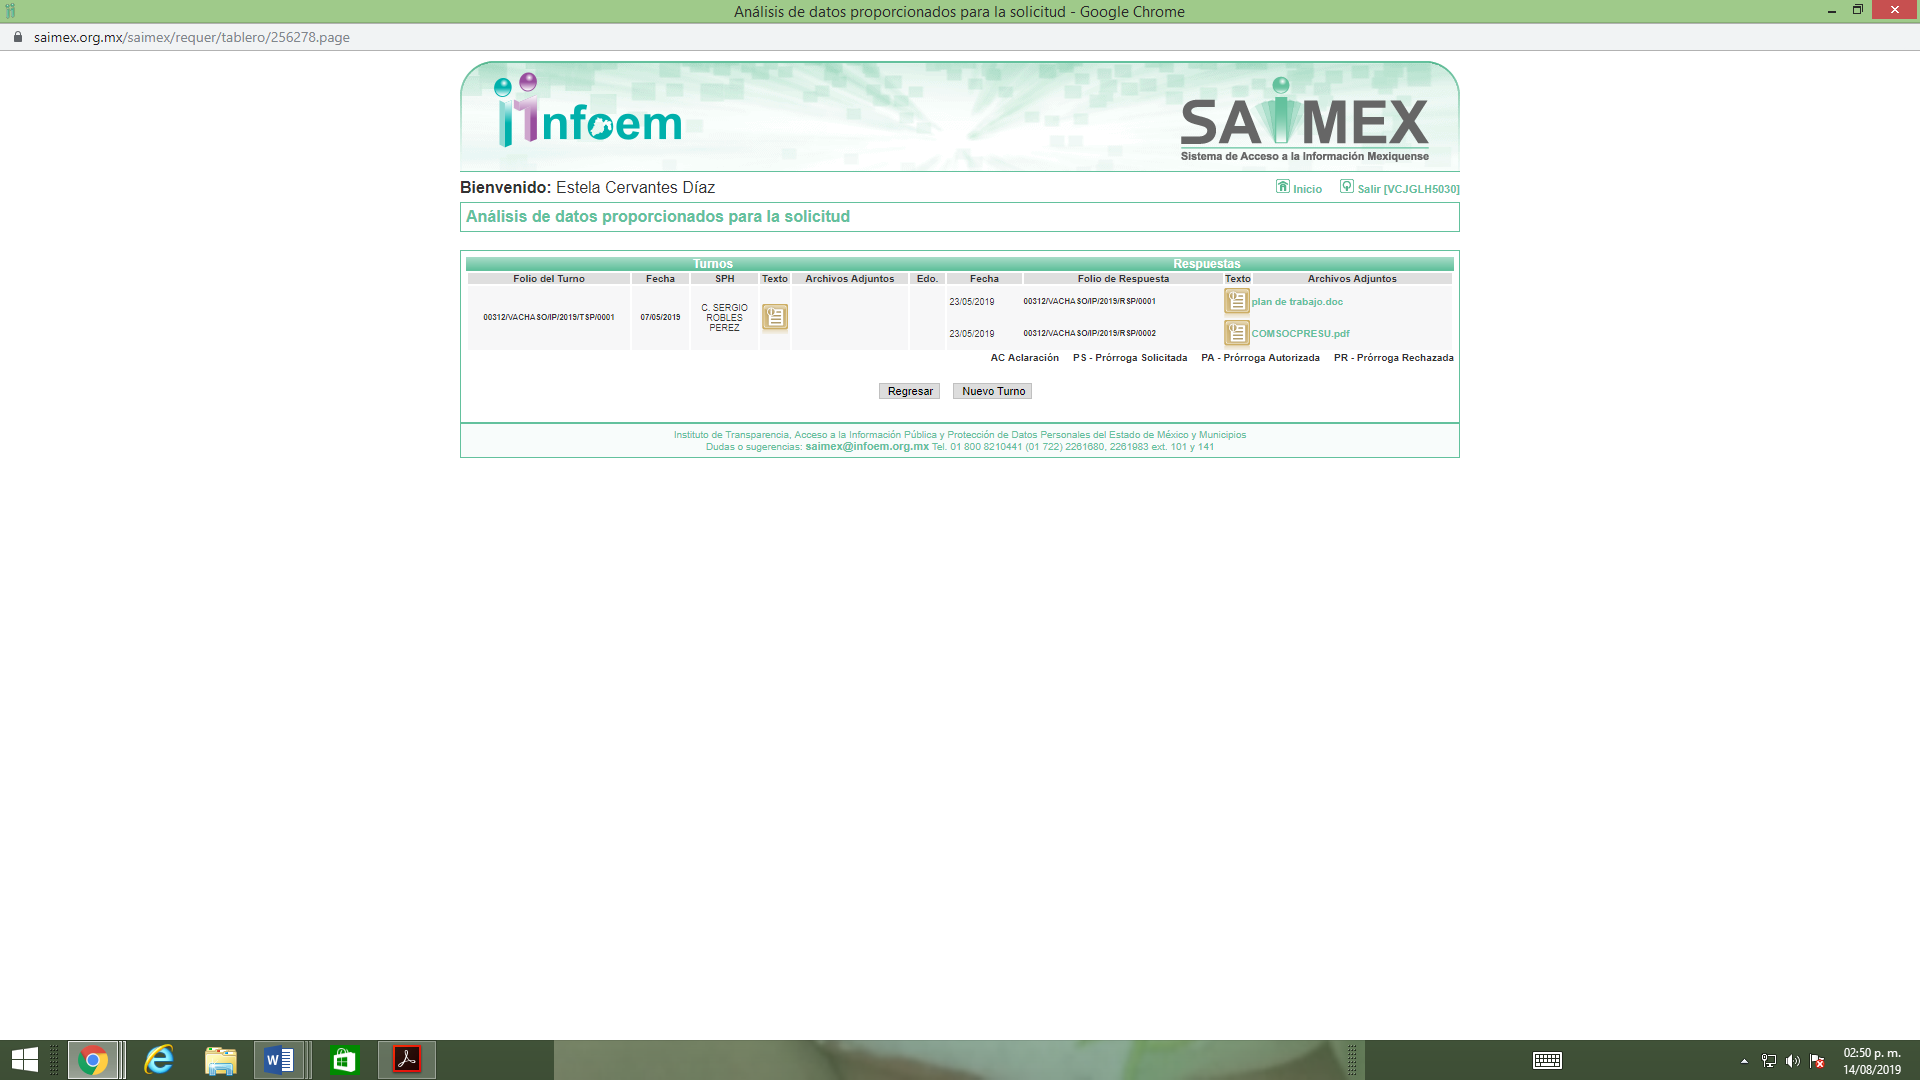 Análisis de datos proporcionados para la solicitud - Google Chrome
saimex.org.mx/saimex/requer/tablero/256278.page
infoem
SAIMEX
Sistema de Acceso a la Información Mexiquense
Bienvenido: Estela Cervantes Díaz
Inicio Salir [VCJGLH5030]
Análisis de datos proporcionados para la solicitud
Turnos Respuestas
Folio del Turno Fecha SPH Texto Archivos Adjuntos Edo. Fecha Folio de Respuesta Texto Archivos Adjuntos
00312/VACHASO/IP/2019/TSP/0001 07/05/2019 C. SERGIO ROBLES PEREZ
23/05/2019 00312/VACHASO/IP/2019/RSP/0001 plan de trabajo.doc
23/05/2019 00312/VACHASO/IP/2019/RSP/0002 COMSOCPRESU.pdf
AC Aclaración PS - Prórroga Solicitada PA - Prórroga Autorizada PR - Prórroga Rechazada
Regresar Nuevo Turno
Instituto de Transparencia, Acceso a la Información Pública y Protección de Datos Personales del Estado de México y Municipios
Dudas o sugerencias: saimex@infoem.org.mx Tel. 01 800 8210441 (01 722) 2261680, 2261983 ext. 101 y 141
02:50 p. m.
14/08/2019